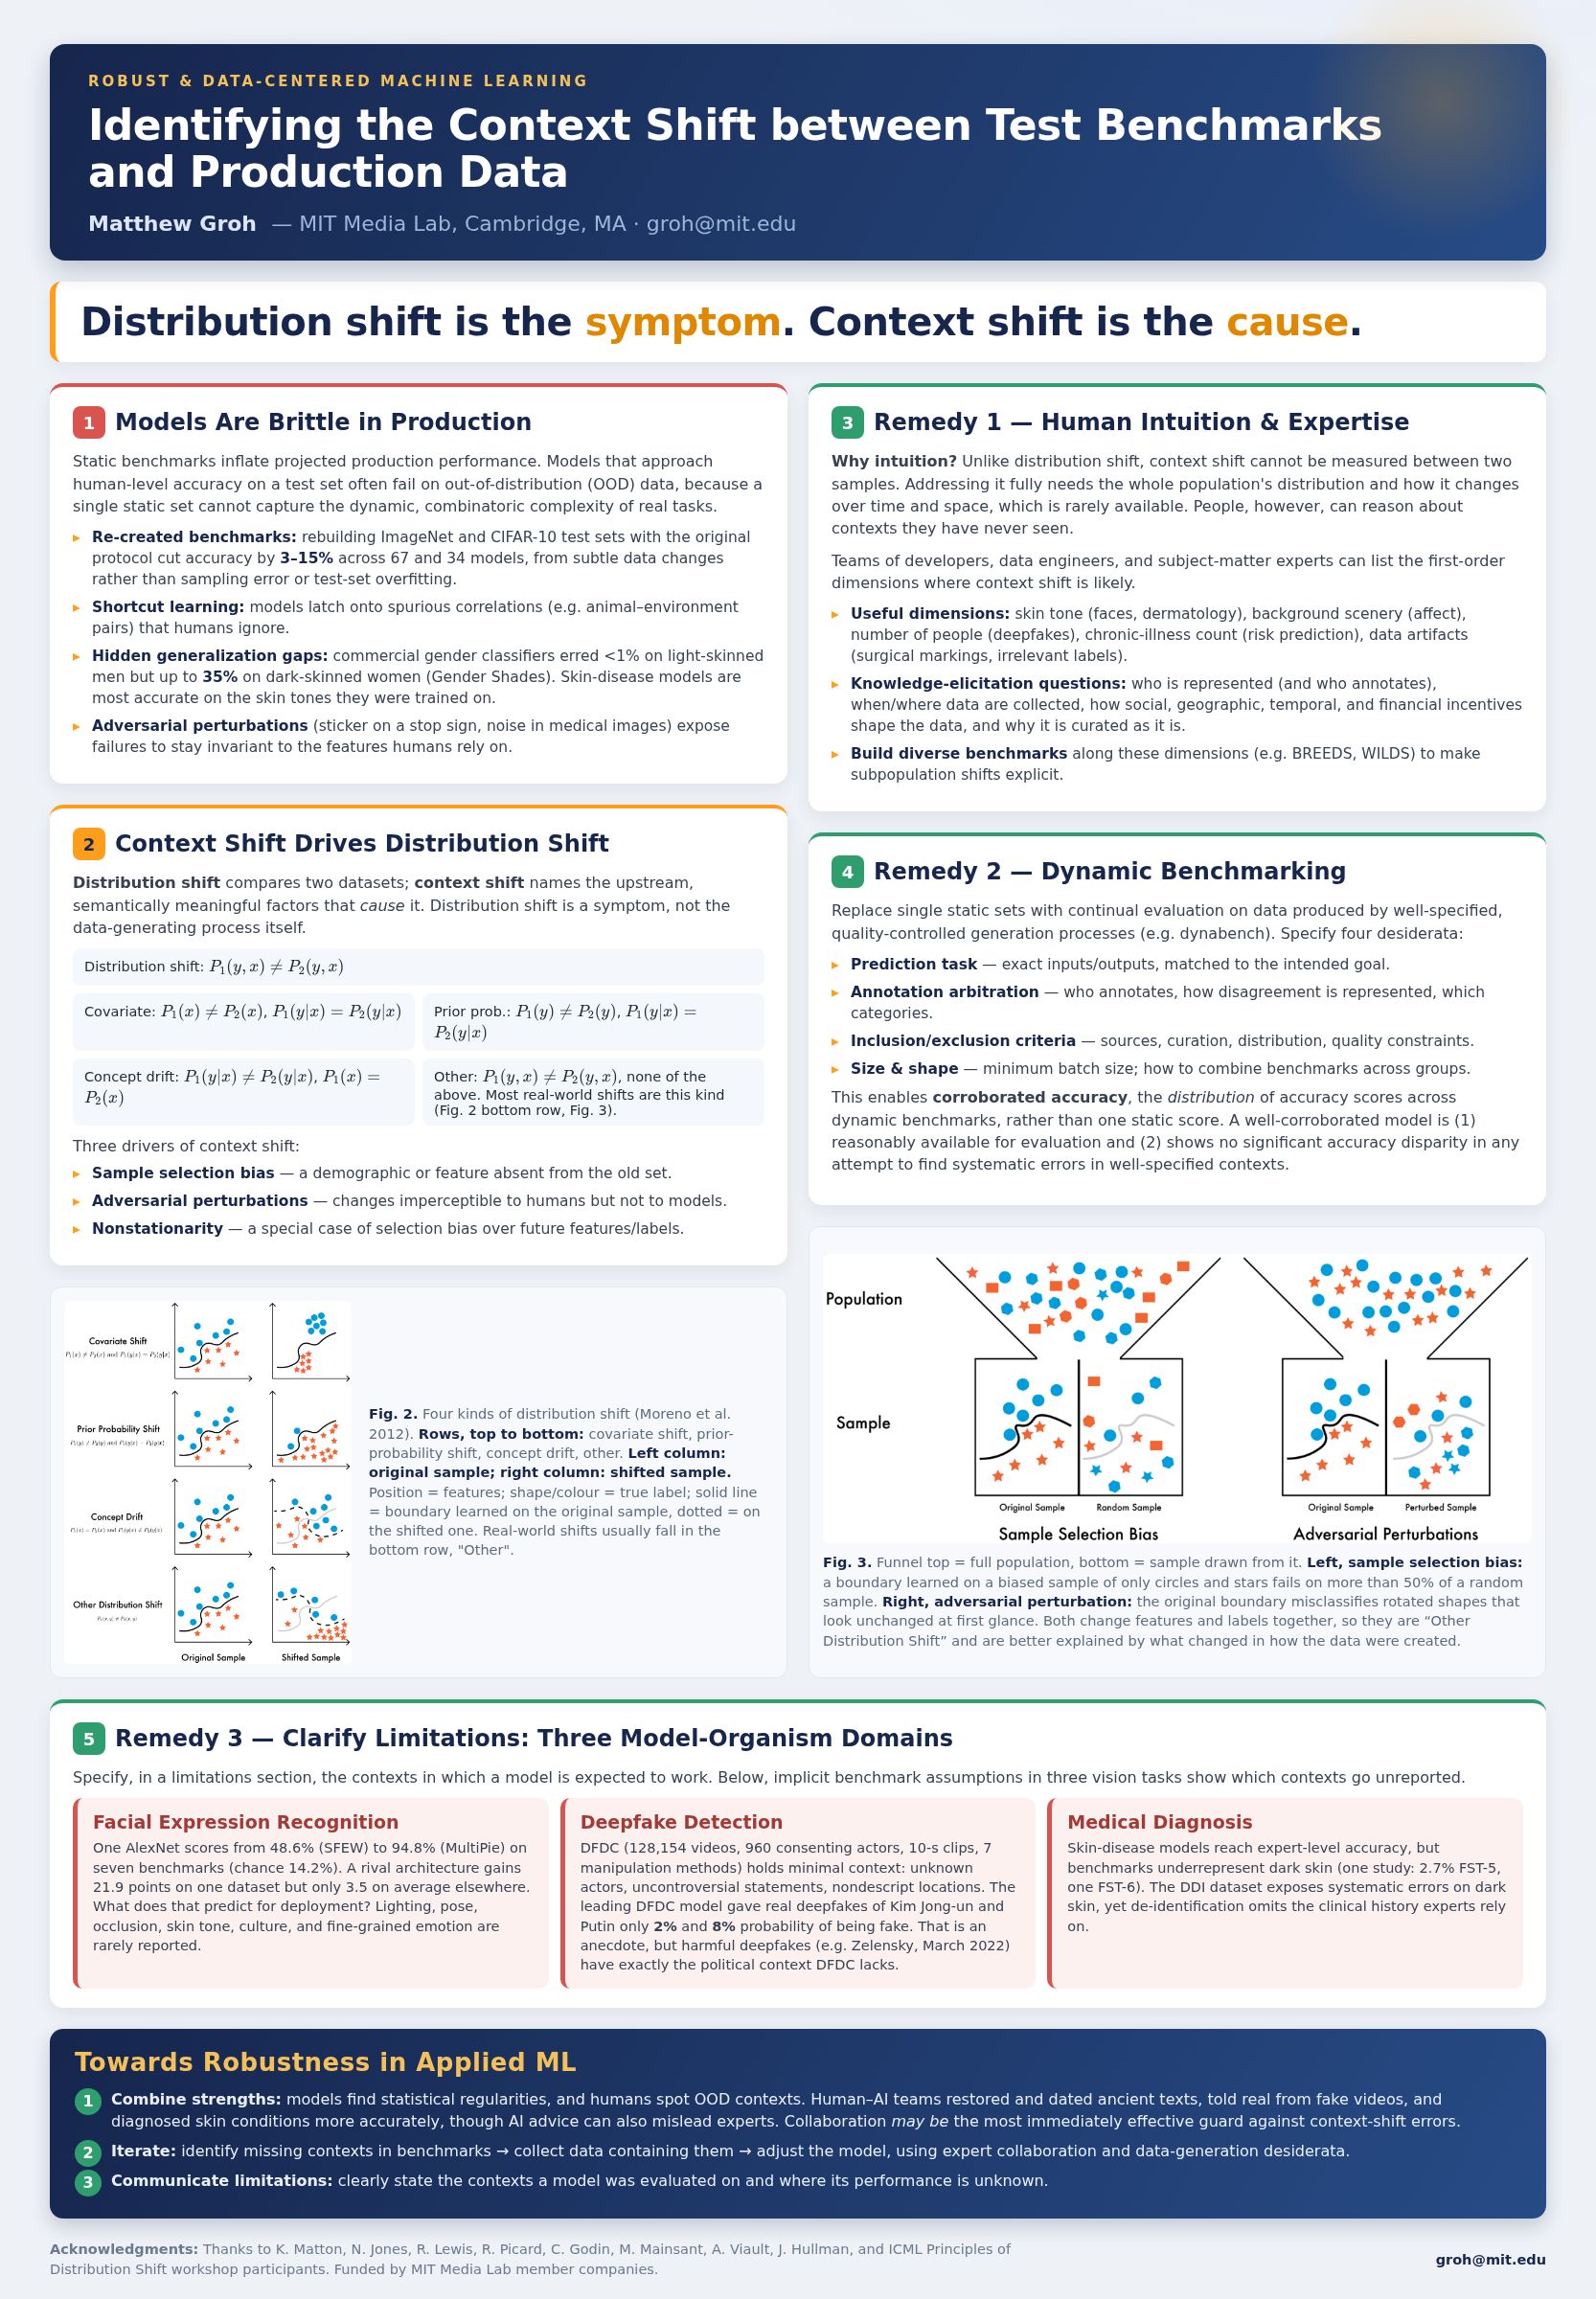 ROBUST & DATA-CENTERED MACHINE LEARNING
Identifying the Context Shift between Test Benchmarks
and Production Data
Matthew Groh — MIT Media Lab, Cambridge, MA · groh@mit.edu
Distribution shift is the symptom. Context shift is the cause.
1 Models Are Brittle in Production
Static benchmarks inflate projected production performance. Models that approach
human-level accuracy on a test set often fail on out-of-distribution (OOD) data, because a
single static set cannot capture the dynamic, combinatoric complexity of real tasks.
▸ Re-created benchmarks: rebuilding ImageNet and CIFAR-10 test sets with the original
protocol cut accuracy by 3–15% across 67 and 34 models, from subtle data changes
rather than sampling error or test-set overfitting.
▸ Shortcut learning: models latch onto spurious correlations (e.g. animal–environment
pairs) that humans ignore.
▸ Hidden generalization gaps: commercial gender classifiers erred <1% on light-skinned
men but up to 35% on dark-skinned women (Gender Shades). Skin-disease models are
most accurate on the skin tones they were trained on.
▸ Adversarial perturbations (sticker on a stop sign, noise in medical images) expose
failures to stay invariant to the features humans rely on.
2 Context Shift Drives Distribution Shift
Distribution shift compares two datasets; context shift names the upstream,
semantically meaningful factors that cause it. Distribution shift is a symptom, not the
data-generating process itself.
Distribution shift: P₁(y, x) ≠ P₂(y, x)
Covariate: P₁(x) ≠ P₂(x), P₁(y|x) = P₂(y|x)
Prior prob.: P₁(y) ≠ P₂(y), P₁(y|x) =
P₂(y|x)
Concept drift: P₁(y|x) ≠ P₂(y|x), P₁(x) =
P₂(x)
Other: P₁(y, x) ≠ P₂(y, x), none of the
above. Most real-world shifts are this kind
(Fig. 2 bottom row, Fig. 3).
Three drivers of context shift:
▸ Sample selection bias — a demographic or feature absent from the old set.
▸ Adversarial perturbations — changes imperceptible to humans but not to models.
▸ Nonstationarity — a special case of selection bias over future features/labels.
Covariate Shift
P₁(x) ≠ P₂(x) and P₁(y|x) = P₂(y|x)
Prior Probability Shift
Concept Drift
Other Distribution Shift
Original Sample Shifted Sample
Fig. 2. Four kinds of distribution shift (Moreno et al.
2012). Rows, top to bottom: covariate shift, prior-
probability shift, concept drift, other. Left column:
original sample; right column: shifted sample.
Position = features; shape/colour = true label; solid line
= boundary learned on the original sample, dotted = on
the shifted one. Real-world shifts usually fall in the
bottom row, "Other".
3 Remedy 1 — Human Intuition & Expertise
Why intuition? Unlike distribution shift, context shift cannot be measured between two
samples. Addressing it fully needs the whole population's distribution and how it changes
over time and space, which is rarely available. People, however, can reason about
contexts they have never seen.
Teams of developers, data engineers, and subject-matter experts can list the first-order
dimensions where context shift is likely.
▸ Useful dimensions: skin tone (faces, dermatology), background scenery (affect),
number of people (deepfakes), chronic-illness count (risk prediction), data artifacts
(surgical markings, irrelevant labels).
▸ Knowledge-elicitation questions: who is represented (and who annotates),
when/where data are collected, how social, geographic, temporal, and financial incentives
shape the data, and why it is curated as it is.
▸ Build diverse benchmarks along these dimensions (e.g. BREEDS, WILDS) to make
subpopulation shifts explicit.
4 Remedy 2 — Dynamic Benchmarking
Replace single static sets with continual evaluation on data produced by well-specified,
quality-controlled generation processes (e.g. dynabench). Specify four desiderata:
▸ Prediction task — exact inputs/outputs, matched to the intended goal.
▸ Annotation arbitration — who annotates, how disagreement is represented, which
categories.
▸ Inclusion/exclusion criteria — sources, curation, distribution, quality constraints.
▸ Size & shape — minimum batch size; how to combine benchmarks across groups.
This enables corroborated accuracy, the distribution of accuracy scores across
dynamic benchmarks, rather than one static score. A well-corroborated model is (1)
reasonably available for evaluation and (2) shows no significant accuracy disparity in any
attempt to find systematic errors in well-specified contexts.
Population
Sample
Original Sample Random Sample Original Sample Perturbed Sample
Sample Selection Bias Adversarial Perturbations
Fig. 3. Funnel top = full population, bottom = sample drawn from it. Left, sample selection bias:
a boundary learned on a biased sample of only circles and stars fails on more than 50% of a random
sample. Right, adversarial perturbation: the original boundary misclassifies rotated shapes that
look unchanged at first glance. Both change features and labels together, so they are “Other
Distribution Shift” and are better explained by what changed in how the data were created.
5 Remedy 3 — Clarify Limitations: Three Model-Organism Domains
Specify, in a limitations section, the contexts in which a model is expected to work. Below, implicit benchmark assumptions in three vision tasks show which contexts go unreported.
Facial Expression Recognition
One AlexNet scores from 48.6% (SFEW) to 94.8% (MultiPie) on
seven benchmarks (chance 14.2%). A rival architecture gains
21.9 points on one dataset but only 3.5 on average elsewhere.
What does that predict for deployment? Lighting, pose,
occlusion, skin tone, culture, and fine-grained emotion are
rarely reported.
Deepfake Detection
DFDC (128,154 videos, 960 consenting actors, 10-s clips, 7
manipulation methods) holds minimal context: unknown
actors, uncontroversial statements, nondescript locations. The
leading DFDC model gave real deepfakes of Kim Jong-un and
Putin only 2% and 8% probability of being fake. That is an
anecdote, but harmful deepfakes (e.g. Zelensky, March 2022)
have exactly the political context DFDC lacks.
Medical Diagnosis
Skin-disease models reach expert-level accuracy, but
benchmarks underrepresent dark skin (one study: 2.7% FST-5,
one FST-6). The DDI dataset exposes systematic errors on dark
skin, yet de-identification omits the clinical history experts rely
on.
Towards Robustness in Applied ML
1 Combine strengths: models find statistical regularities, and humans spot OOD contexts. Human–AI teams restored and dated ancient texts, told real from fake videos, and
diagnosed skin conditions more accurately, though AI advice can also mislead experts. Collaboration may be the most immediately effective guard against context-shift errors.
2 Iterate: identify missing contexts in benchmarks → collect data containing them → adjust the model, using expert collaboration and data-generation desiderata.
3 Communicate limitations: clearly state the contexts a model was evaluated on and where its performance is unknown.
Acknowledgments: Thanks to K. Matton, N. Jones, R. Lewis, R. Picard, C. Godin, M. Mainsant, A. Viault, J. Hullman, and ICML Principles of
Distribution Shift workshop participants. Funded by MIT Media Lab member companies.
groh@mit.edu